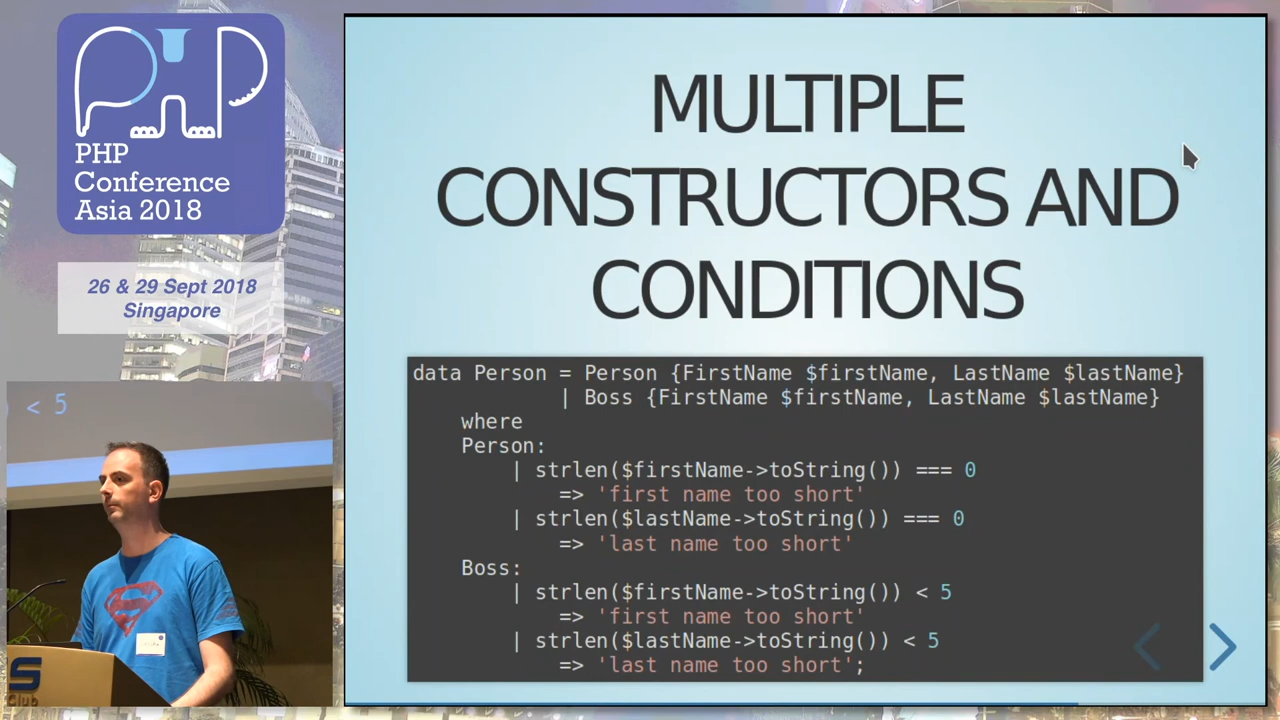 PHP
Conference
Asia 2018
26 & 29 Sept 2018
Singapore
) < 5
S
Club
MULTIPLE
CONSTRUCTORS AND
CONDITIONS
data Person = Person {FirstName $firstName, LastName $lastName}
            | Boss {FirstName $firstName, LastName $lastName}
    where
    Person:
        | strlen($firstName->toString()) === 0
            => 'first name too short'
        | strlen($lastName->toString()) === 0
            => 'last name too short'
    Boss:
        | strlen($firstName->toString()) < 5
            => 'first name too short'
        | strlen($lastName->toString()) < 5
            => 'last name too short';